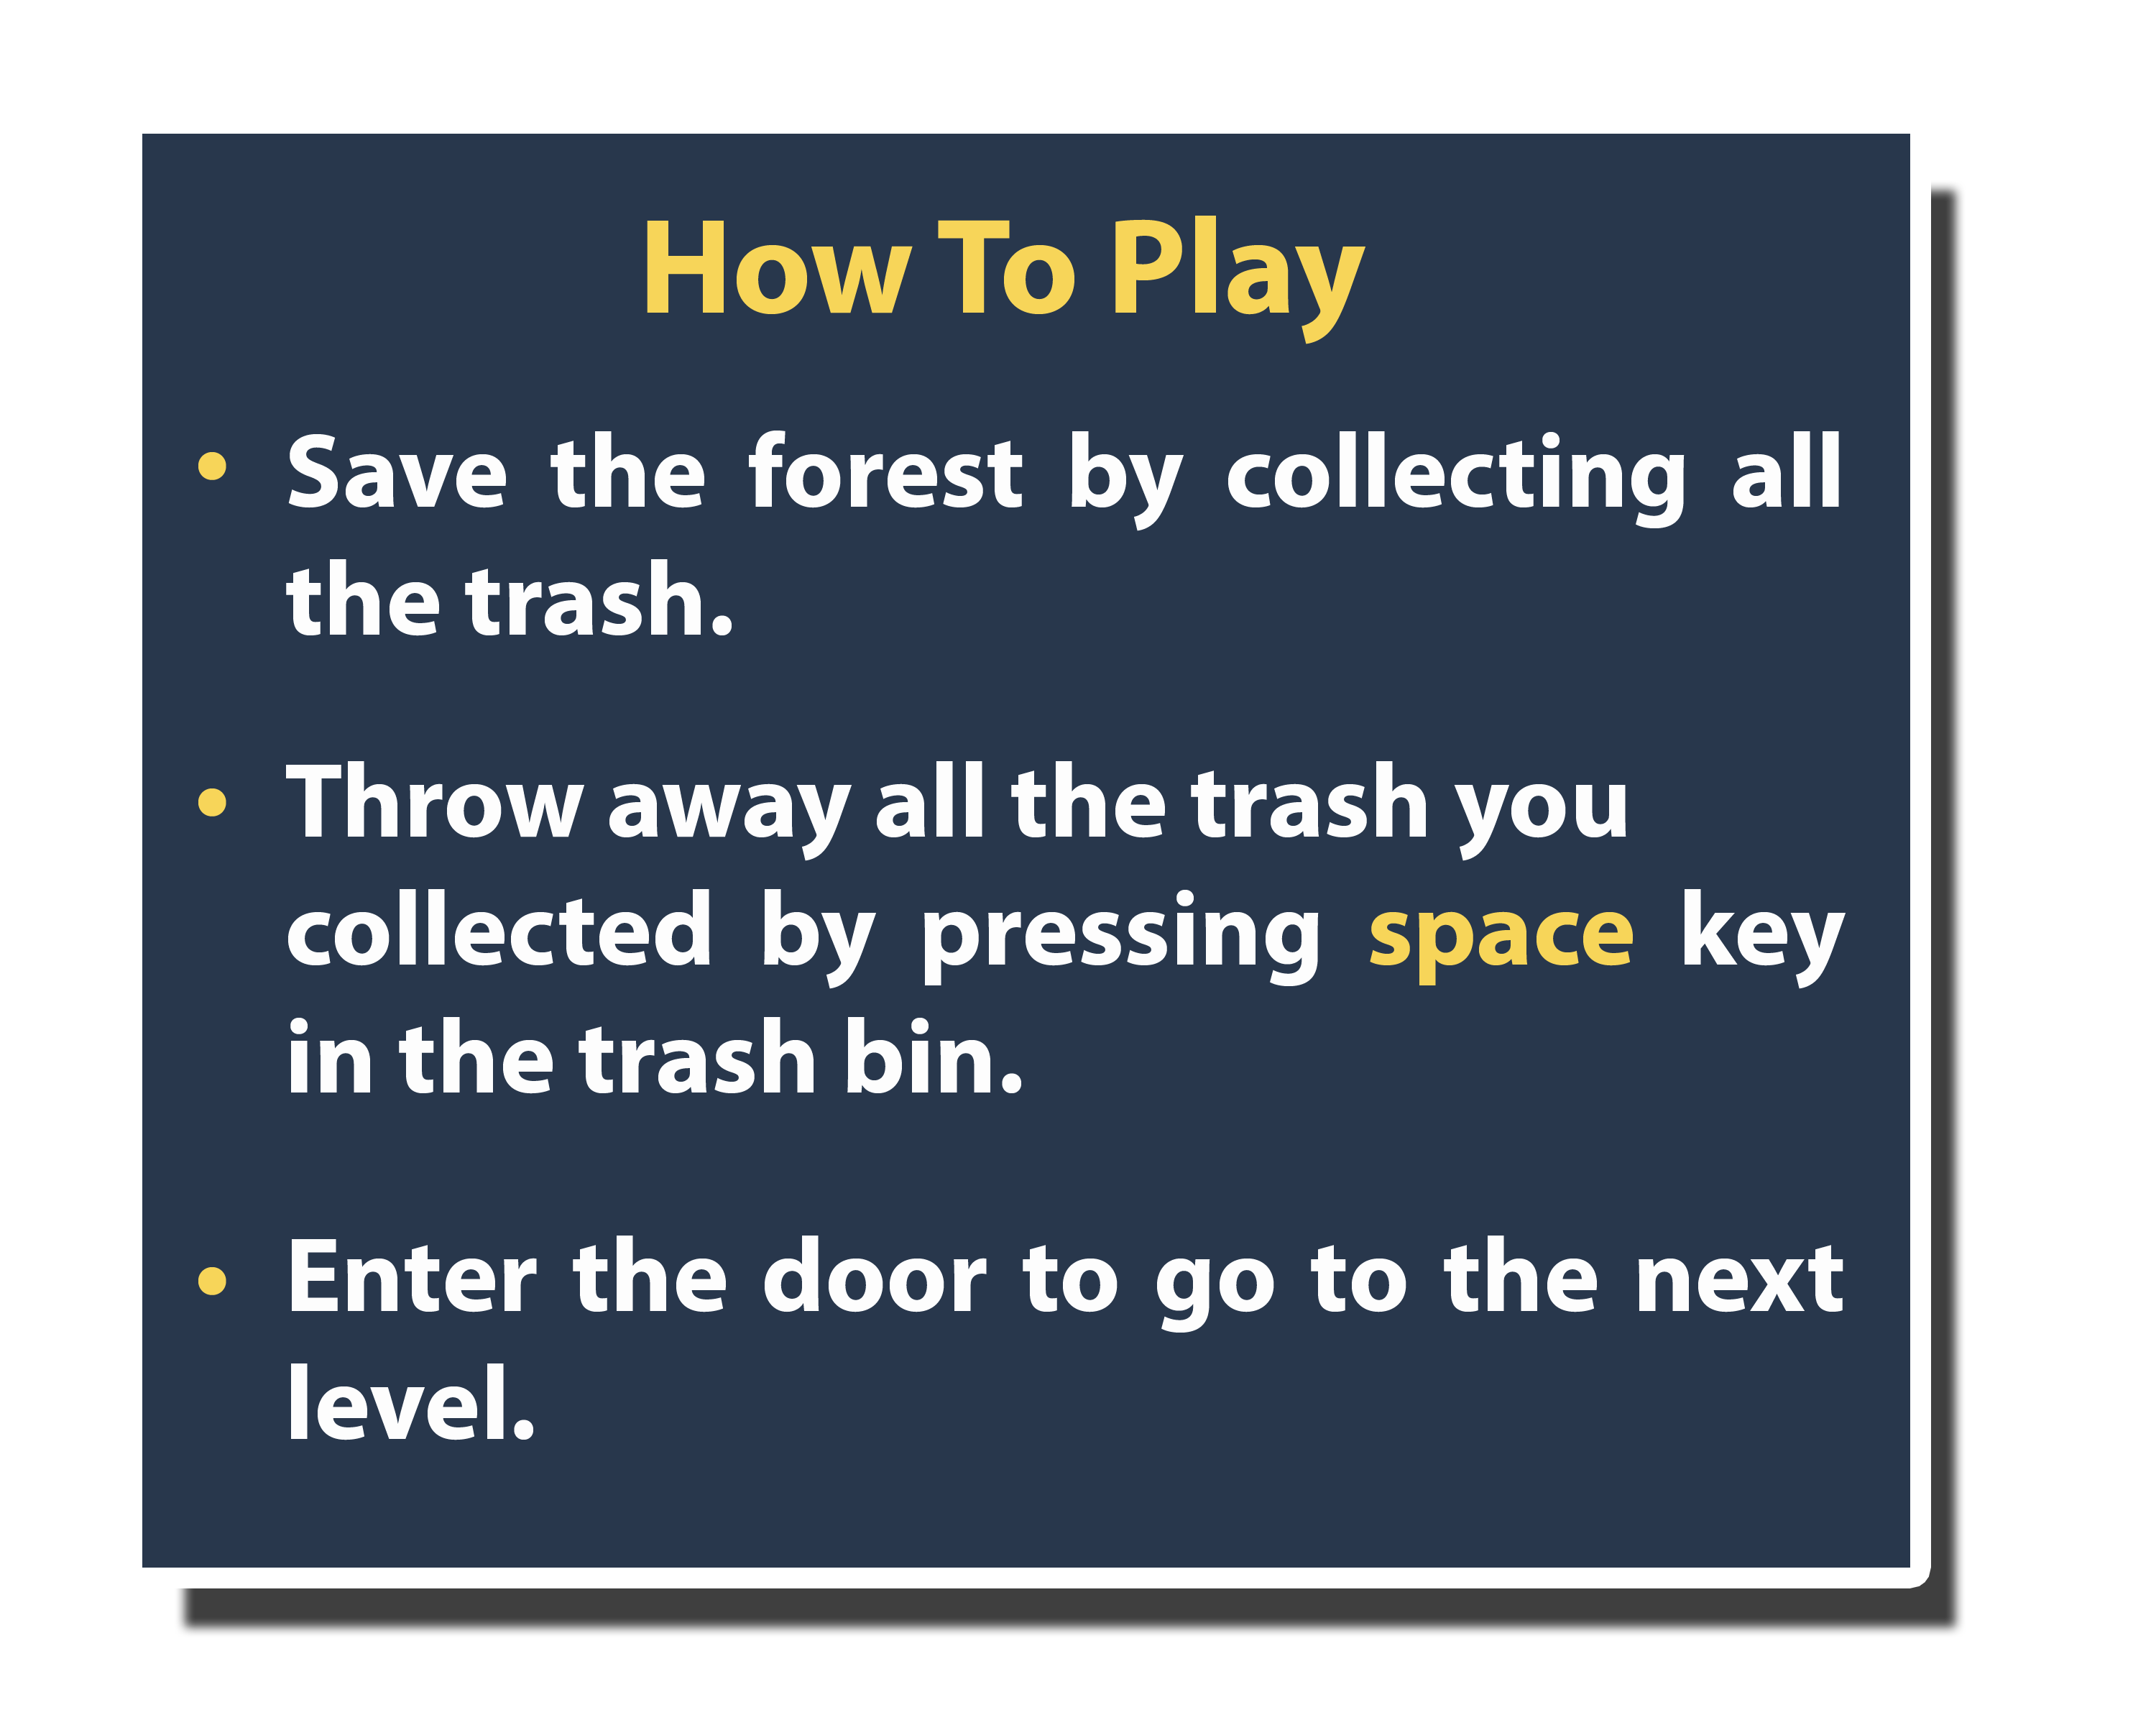 How To Play
• Save the forest by collecting all
the trash.
• Throw away all the trash you
collected by pressing space key
in the trash bin.
• Enter the door to go to the next
level.